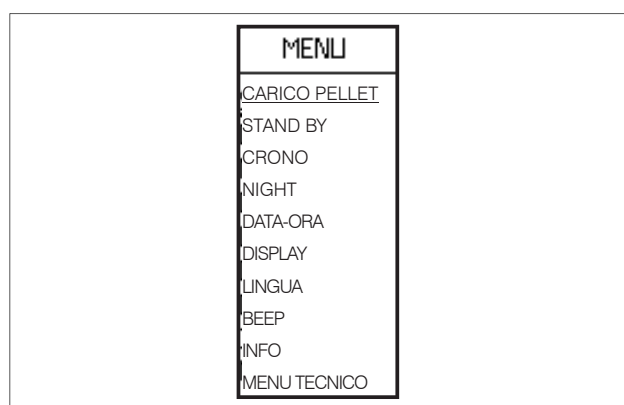 MENU
CARICO PELLET
STAND BY
CRONO
NIGHT
DATA-ORA
DISPLAY
LINGUA
BEEP
INFO
MENU TECNICO